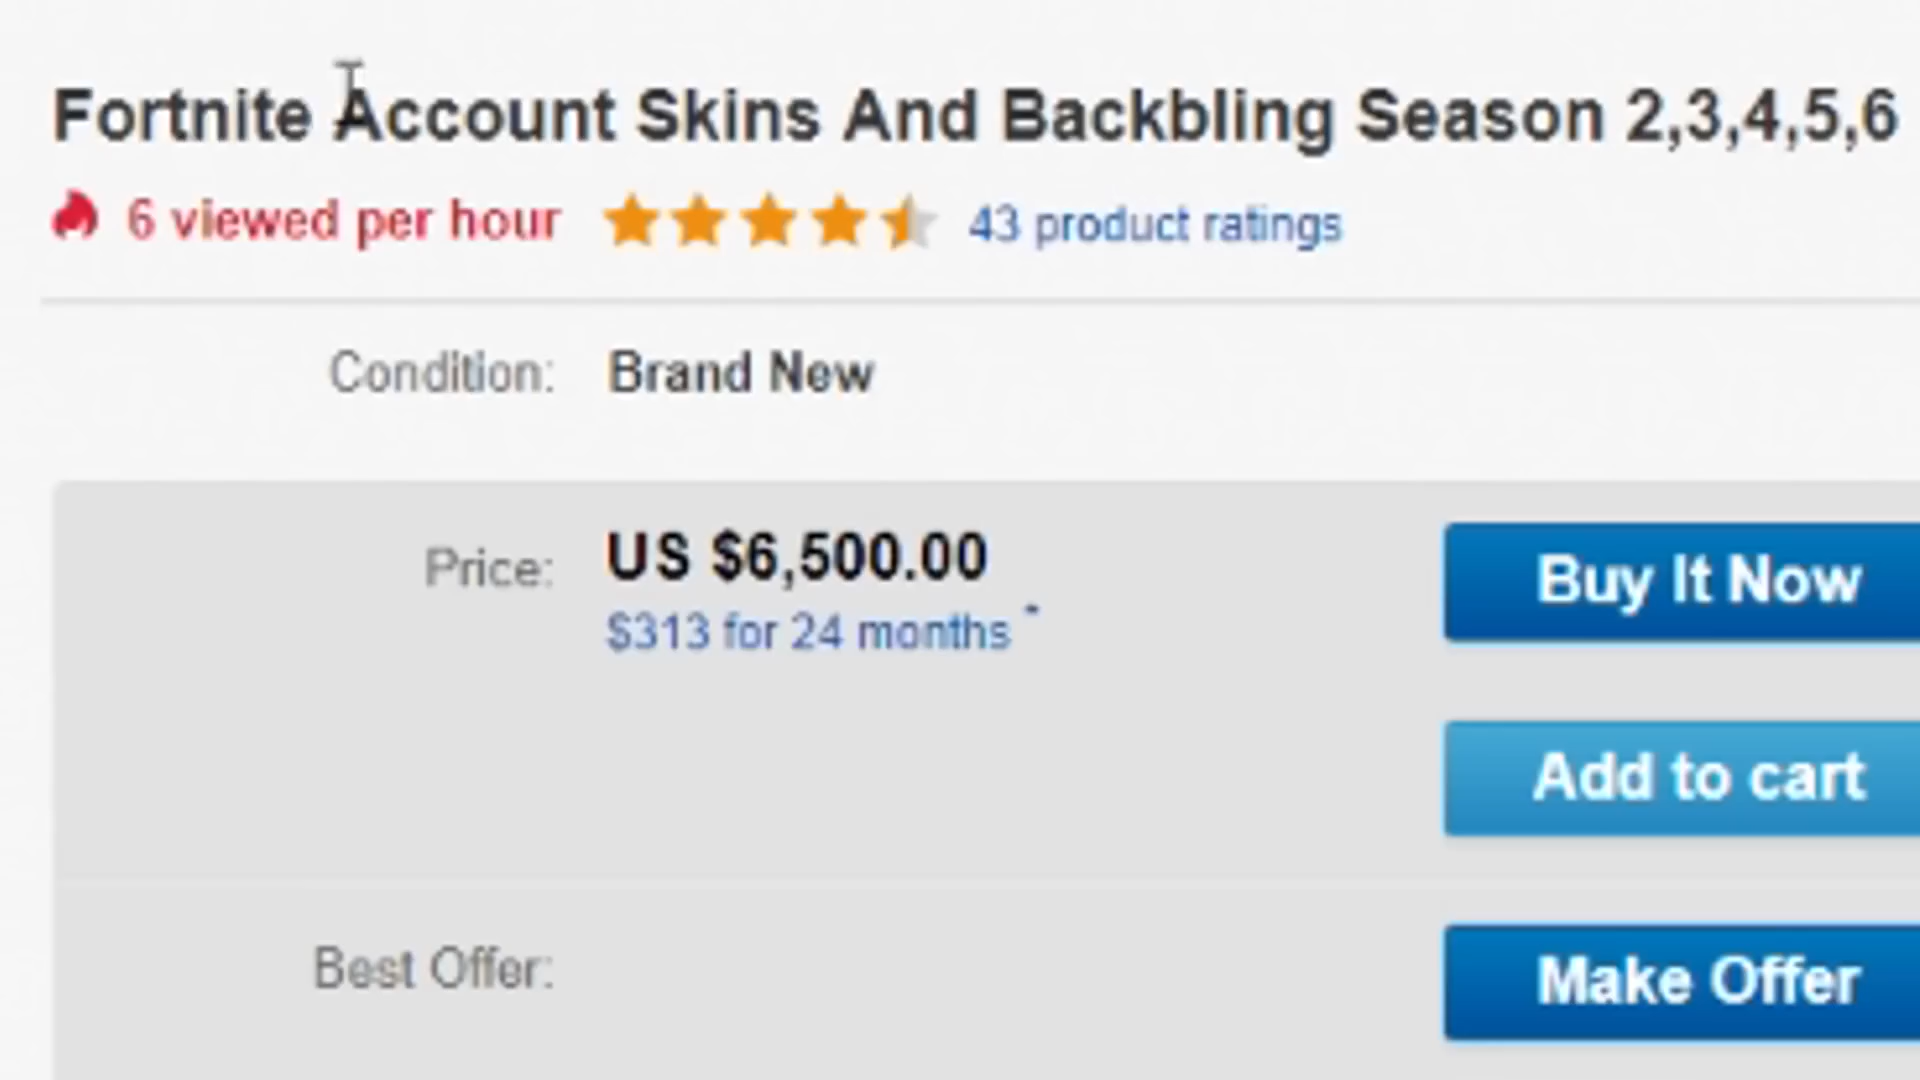 Fortnite Account Skins And Backbling Season 2,3,4,5,6
6 viewed per hour 43 product ratings
Condition: Brand New
Price: US $6,500.00 Buy It Now
$313 for 24 months
Add to cart
Best Offer: Make Offer